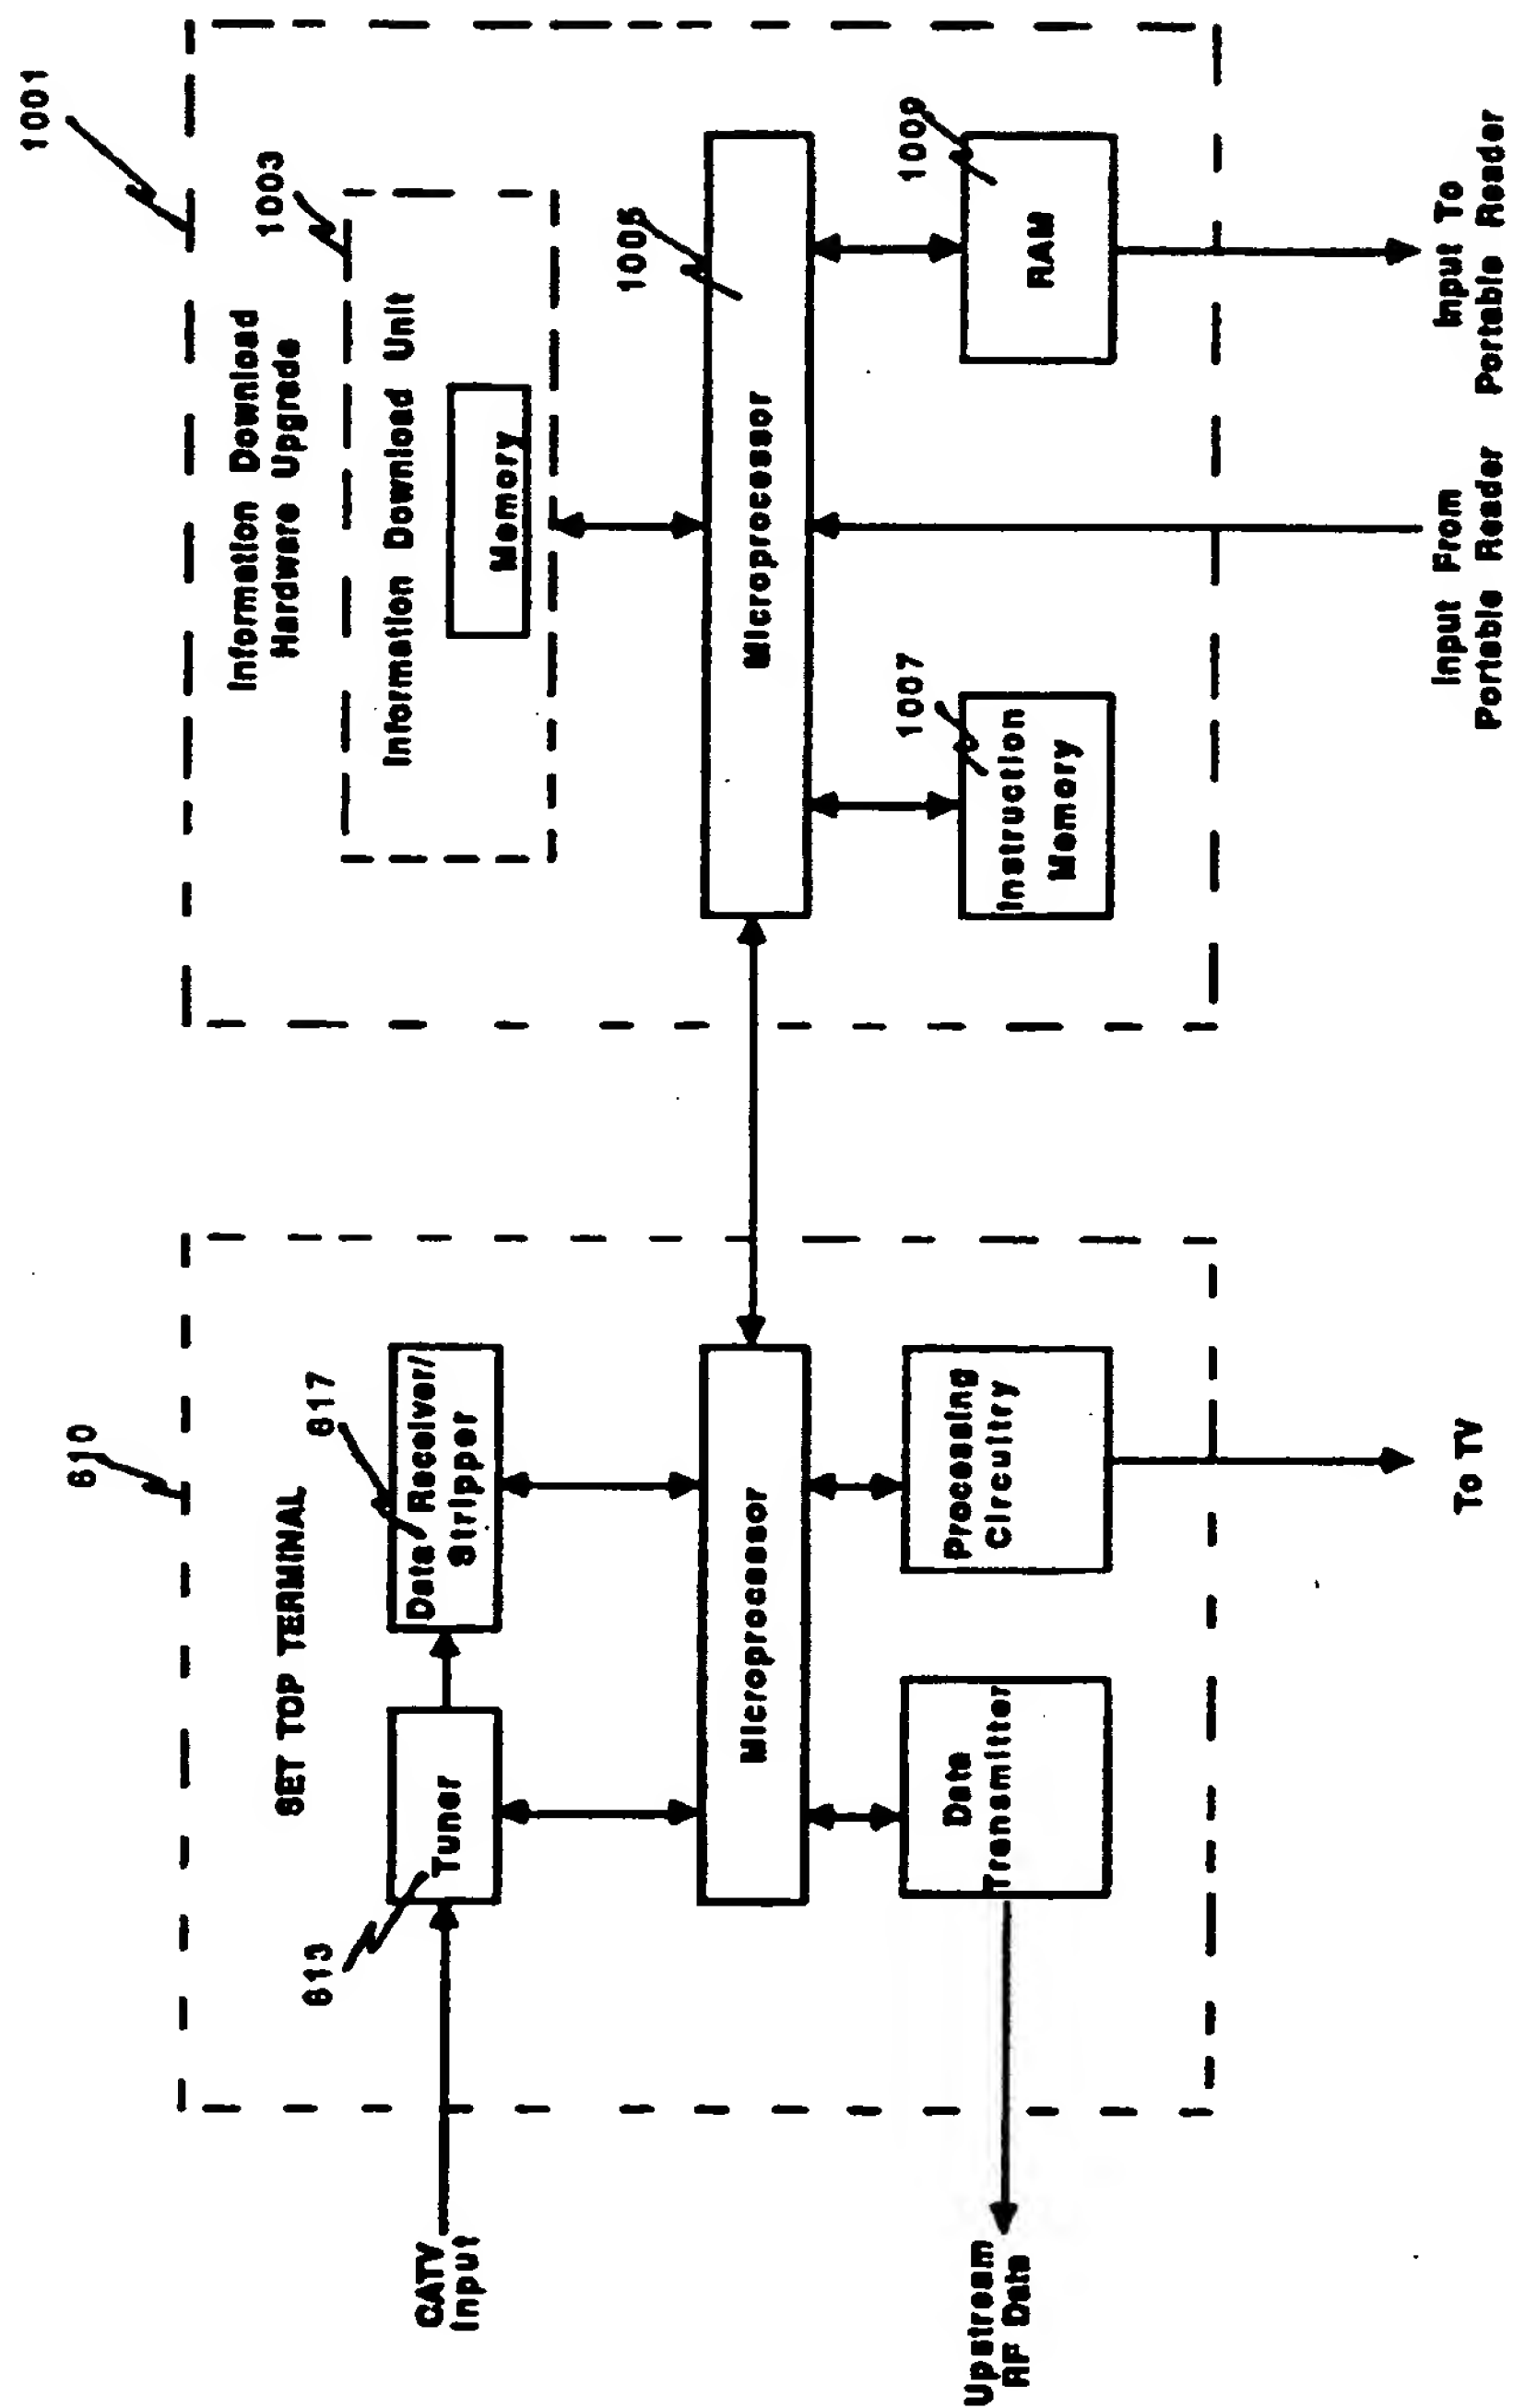 1001
Information Download
Hardware Upgrade
1003
Information Download Unit
Memory
1005
Microprocessor
1007
Instruction
Memory
1009
RAM
Input From
Portable Reader
Input To
Portable Reader
610
SET TOP TERMINAL
613
Tuner
617
Data Receiver/
Stripper
Microprocessor
Data
Transmitter
Processing
Circuitry
CATV
Input
Upstream
RF Data
To TV